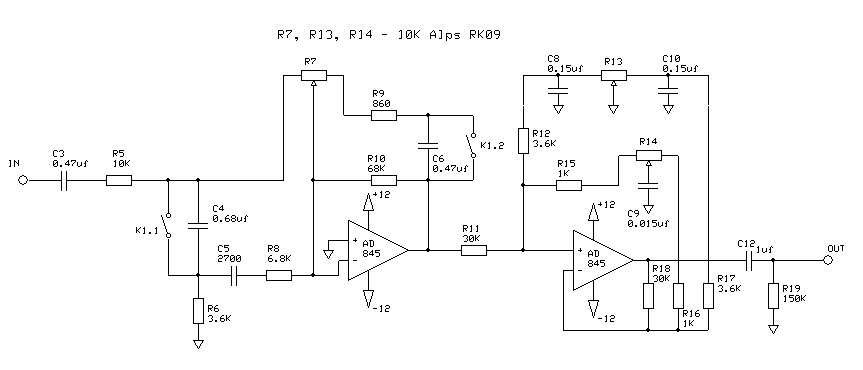 R7, R13, R14 - 10K Alps RK09
C8
0.15uf
R13
C10
0.15uf
R7
R9
860
R12
3.6K
R14
K1.2
IN
C3
0.47uf
R5
10K
R10
68K
C6
0.47uf
R15
1K
+12
+12
C4
0.68uf
C9
0.015uf
K1.1
R11
30K
C5
2700
R8
6.8K
+
AD
845
-
+
AD
845
-
C12
1uf
OUT
R18
30K
R17
3.6K
R19
150K
R6
3.6K
-12
-12
R16
1K